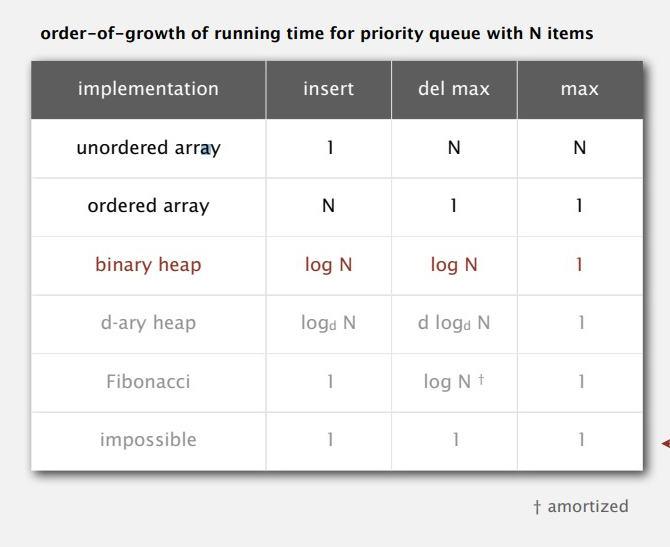 order-of-growth of running time for priority queue with N items
implementation insert del max max
unordered array 1 N N
ordered array N 1 1
binary heap log N log N 1
d-ary heap logd N d logd N 1
Fibonacci 1 log N † 1
impossible 1 1 1
† amortized